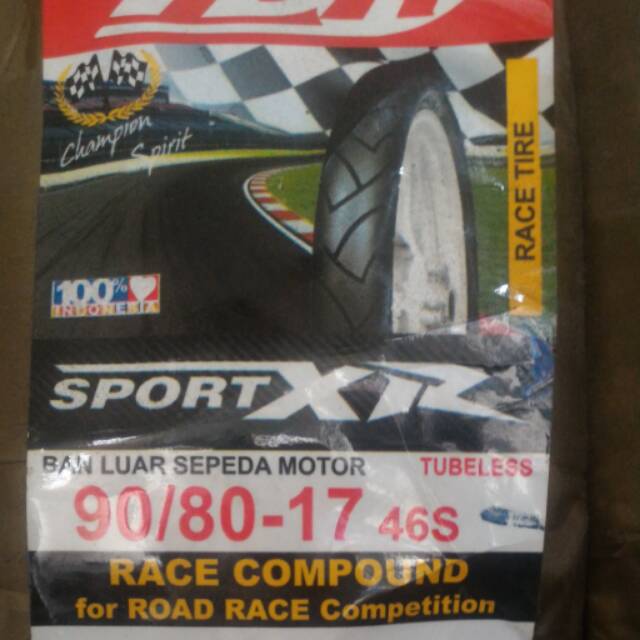 Champion
Spirit
RACE TIRE
100%
INDONESIA
SPORT XR
BAN LUAR SEPEDA MOTOR TUBELESS
90/80-17 46S
RACE COMPOUND
for ROAD RACE Competition